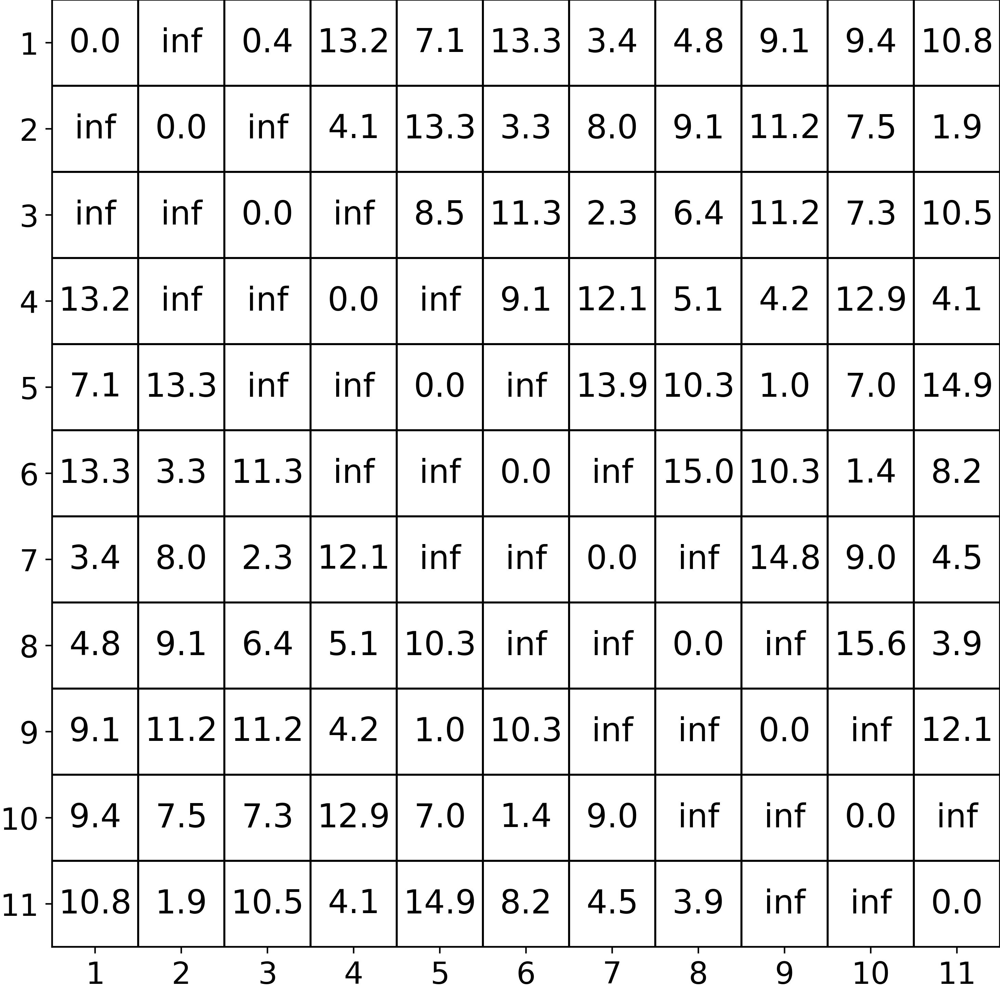 1 0.0 inf 0.4 13.2 7.1 13.3 3.4 4.8 9.1 9.4 10.8
2 inf 0.0 inf 4.1 13.3 3.3 8.0 9.1 11.2 7.5 1.9
3 inf inf 0.0 inf 8.5 11.3 2.3 6.4 11.2 7.3 10.5
4 13.2 inf inf 0.0 inf 9.1 12.1 5.1 4.2 12.9 4.1
5 7.1 13.3 inf inf 0.0 inf 13.9 10.3 1.0 7.0 14.9
6 13.3 3.3 11.3 inf inf 0.0 inf 15.0 10.3 1.4 8.2
7 3.4 8.0 2.3 12.1 inf inf 0.0 inf 14.8 9.0 4.5
8 4.8 9.1 6.4 5.1 10.3 inf inf 0.0 inf 15.6 3.9
9 9.1 11.2 11.2 4.2 1.0 10.3 inf inf 0.0 inf 12.1
10 9.4 7.5 7.3 12.9 7.0 1.4 9.0 inf inf 0.0 inf
11 10.8 1.9 10.5 4.1 14.9 8.2 4.5 3.9 inf inf 0.0
1 2 3 4 5 6 7 8 9 10 11